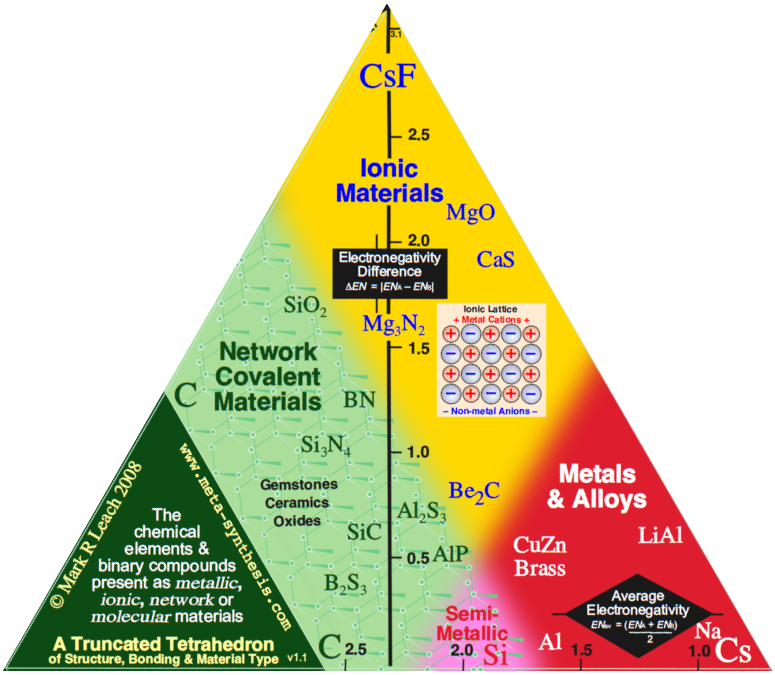 3.1
CsF
2.5
Ionic
Materials
MgO
2.0
CaS
Electronegativity
Difference
ΔEN = |ENA – ENB|
SiO2
Mg3N2
Ionic Lattice
+ Metal Cations +
+ – + – +
– + – + –
+ – + – +
– + – + –
– Non-metal Anions –
1.5
Network
Covalent
Materials
C
BN
Si3N4
1.0
Metals
& Alloys
Gemstones
Ceramics
Oxides
Be2C
Al2S3
SiC
LiAl
CuZn
Brass
0.5
AlP
B2S3
www.meta-synthesis.com
© Mark R Leach 2008
The
chemical
elements &
binary compounds
present as metallic,
ionic, network or
molecular materials
A Truncated Tetrahedron
of Structure, Bonding & Material Type v1.1
Semi-
Metallic
Si
Average
Electronegativity
ENav = (ENA + ENB)
2
C
2.5
2.0
Al
1.5
Na
1.0
Cs